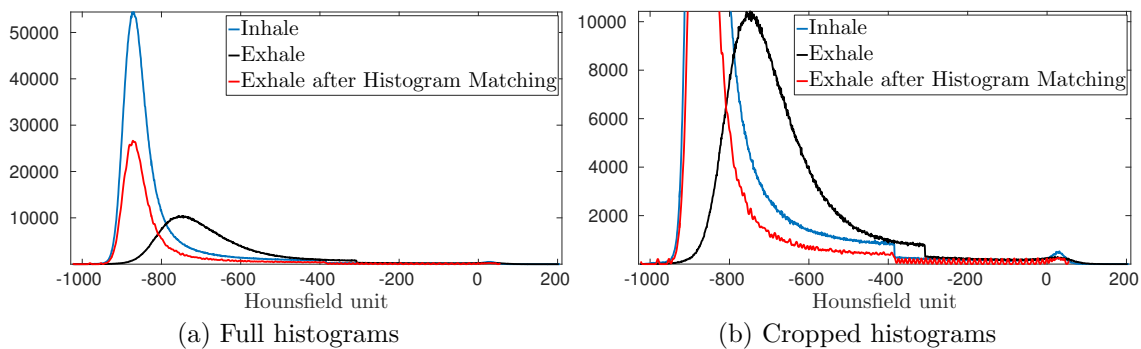 50000
40000
30000
20000
10000
-1000 -800 -600 -400 -200 0 200
Hounsfield unit
Inhale
Exhale
Exhale after Histogram Matching
(a) Full histograms
10000
8000
6000
4000
2000
-1000 -800 -600 -400 -200 0 200
Hounsfield unit
Inhale
Exhale
Exhale after Histogram Matching
(b) Cropped histograms